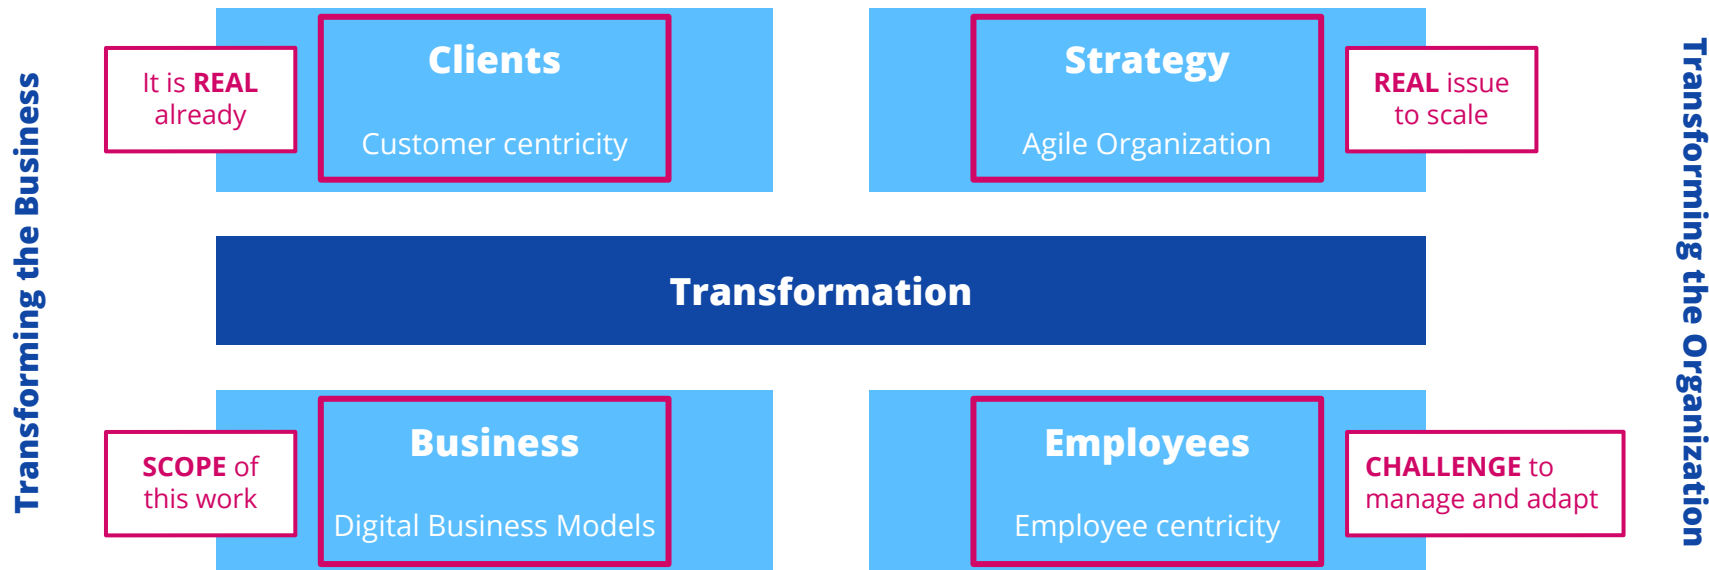 Transforming the Business
It is REAL
already
Clients
Customer centricity
Strategy
Agile Organization
REAL issue
to scale
Transformation
SCOPE of
this work
Business
Digital Business Models
Employees
Employee centricity
CHALLENGE to
manage and adapt
Transforming the Organization